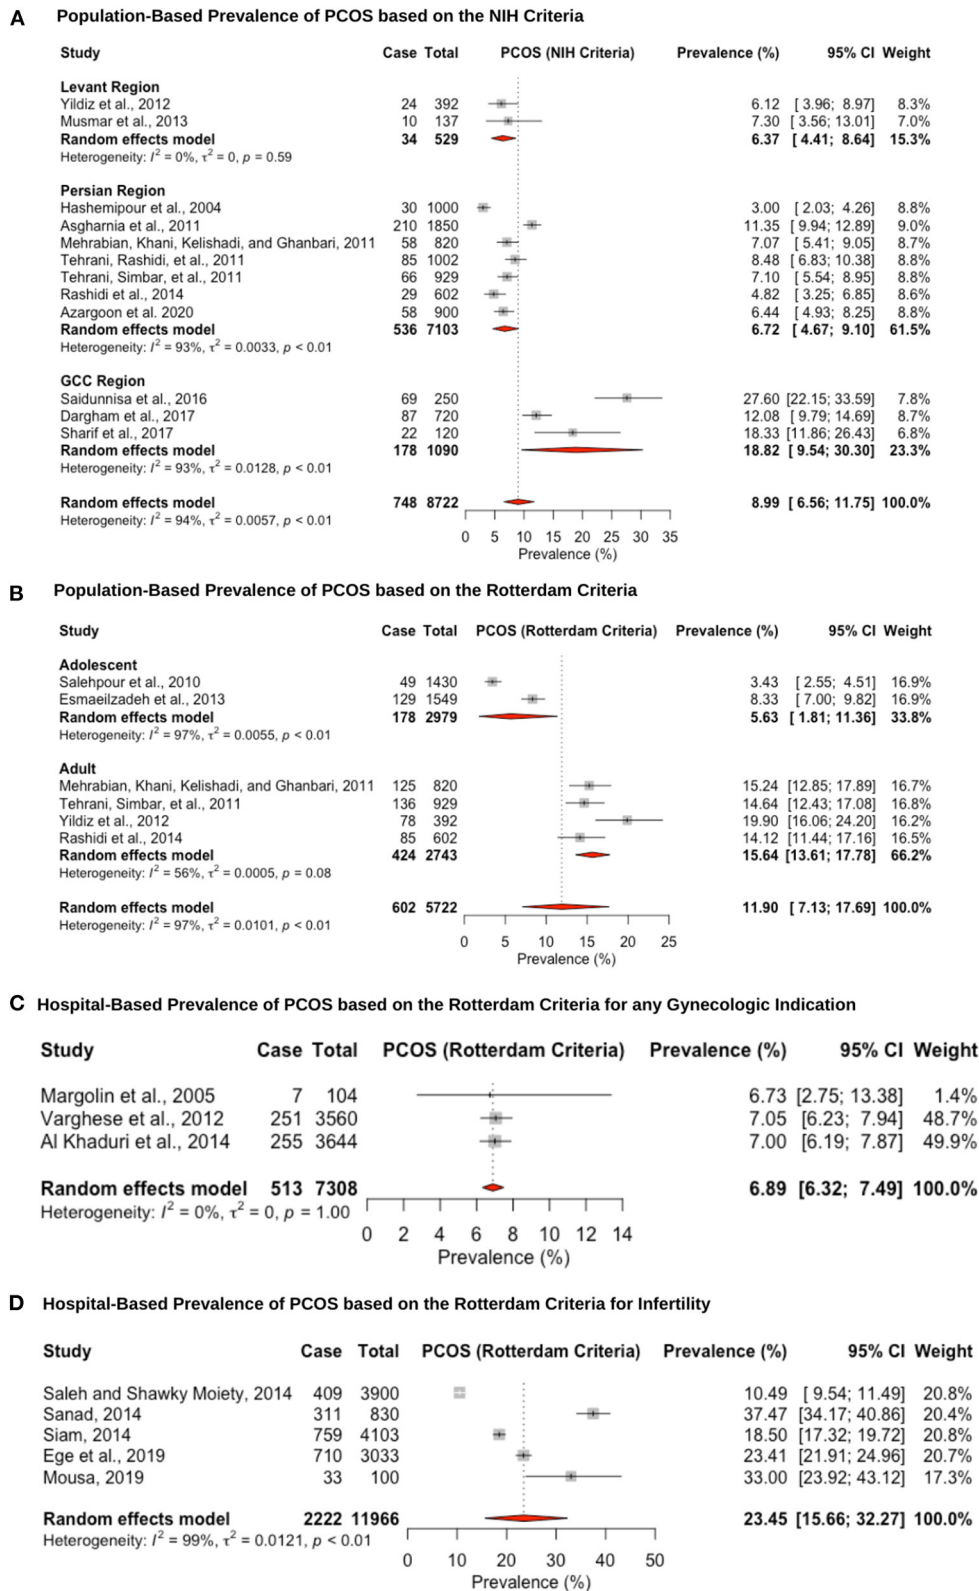 A Population-Based Prevalence of PCOS based on the NIH Criteria
Study Case Total PCOS (NIH Criteria) Prevalence (%) 95% CI Weight
Levant Region
Yildiz et al., 2012 24 392 6.12 [ 3.96; 8.97] 8.3%
Musmar et al., 2013 10 137 7.30 [ 3.56; 13.01] 7.0%
Random effects model 34 529 6.37 [ 4.41; 8.64] 15.3%
Heterogeneity: I² = 0%, τ² = 0, p = 0.59
Persian Region
Hashemipour et al., 2004 30 1000 3.00 [ 2.03; 4.26] 8.8%
Asgharnia et al., 2011 210 1850 11.35 [ 9.94; 12.89] 9.0%
Mehrabian, Khani, Kelishadi, and Ghanbari, 2011 58 820 7.07 [ 5.41; 9.05] 8.7%
Tehrani, Rashidi, et al., 2011 85 1002 8.48 [ 6.83; 10.38] 8.8%
Tehrani, Simbar, et al., 2011 66 929 7.10 [ 5.54; 8.95] 8.8%
Rashidi et al., 2014 29 602 4.82 [ 3.25; 6.85] 8.6%
Azargoon et al. 2020 58 900 6.44 [ 4.93; 8.25] 8.8%
Random effects model 536 7103 6.72 [ 4.67; 9.10] 61.5%
Heterogeneity: I² = 93%, τ² = 0.0033, p < 0.01
GCC Region
Saidunnisa et al., 2016 69 250 27.60 [22.15; 33.59] 7.8%
Dargham et al., 2017 87 720 12.08 [ 9.79; 14.69] 8.7%
Sharif et al., 2017 22 120 18.33 [11.86; 26.43] 6.8%
Random effects model 178 1090 18.82 [ 9.54; 30.30] 23.3%
Heterogeneity: I² = 93%, τ² = 0.0128, p < 0.01
Random effects model 748 8722 8.99 [ 6.56; 11.75] 100.0%
Heterogeneity: I² = 94%, τ² = 0.0057, p < 0.01
0 5 10 15 20 25 30 35
Prevalence (%)
B Population-Based Prevalence of PCOS based on the Rotterdam Criteria
Study Case Total PCOS (Rotterdam Criteria) Prevalence (%) 95% CI Weight
Adolescent
Salehpour et al., 2010 49 1430 3.43 [ 2.55; 4.51] 16.9%
Esmaeilzadeh et al., 2013 129 1549 8.33 [ 7.00; 9.82] 16.9%
Random effects model 178 2979 5.63 [ 1.81; 11.36] 33.8%
Heterogeneity: I² = 97%, τ² = 0.0055, p < 0.01
Adult
Mehrabian, Khani, Kelishadi, and Ghanbari, 2011 125 820 15.24 [12.85; 17.89] 16.7%
Tehrani, Simbar, et al., 2011 136 929 14.64 [12.43; 17.08] 16.8%
Yildiz et al., 2012 78 392 19.90 [16.06; 24.20] 16.2%
Rashidi et al., 2014 85 602 14.12 [11.44; 17.16] 16.5%
Random effects model 424 2743 15.64 [13.61; 17.78] 66.2%
Heterogeneity: I² = 56%, τ² = 0.0005, p = 0.08
Random effects model 602 5722 11.90 [ 7.13; 17.69] 100.0%
Heterogeneity: I² = 97%, τ² = 0.0101, p < 0.01
0 5 10 15 20 25
Prevalence (%)
C Hospital-Based Prevalence of PCOS based on the Rotterdam Criteria for any Gynecologic Indication
Study Case Total PCOS (Rotterdam Criteria) Prevalence (%) 95% CI Weight
Margolin et al., 2005 7 104 6.73 [2.75; 13.38] 1.4%
Varghese et al., 2012 251 3560 7.05 [6.23; 7.94] 48.7%
Al Khaduri et al., 2014 255 3644 7.00 [6.19; 7.87] 49.9%
Random effects model 513 7308 6.89 [6.32; 7.49] 100.0%
Heterogeneity: I² = 0%, τ² = 0, p = 1.00
0 2 4 6 8 10 12 14
Prevalence (%)
D Hospital-Based Prevalence of PCOS based on the Rotterdam Criteria for Infertility
Study Case Total PCOS (Rotterdam Criteria) Prevalence (%) 95% CI Weight
Saleh and Shawky Moiety, 2014 409 3900 10.49 [ 9.54; 11.49] 20.8%
Sanad, 2014 311 830 37.47 [34.17; 40.86] 20.4%
Siam, 2014 759 4103 18.50 [17.32; 19.72] 20.8%
Ege et al., 2019 710 3033 23.41 [21.91; 24.96] 20.7%
Mousa, 2019 33 100 33.00 [23.92; 43.12] 17.3%
Random effects model 2222 11966 23.45 [15.66; 32.27] 100.0%
Heterogeneity: I² = 99%, τ² = 0.0121, p < 0.01
0 10 20 30 40 50
Prevalence (%)